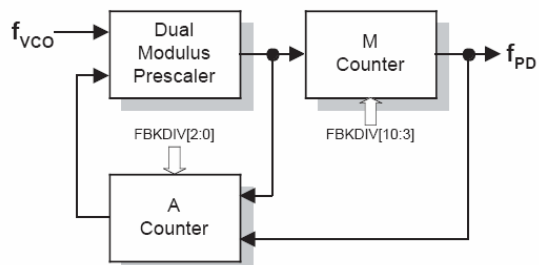 fVCO
Dual
Modulus
Prescaler
M
Counter
fPD
FBKDIV[2:0]
FBKDIV[10:3]
A
Counter